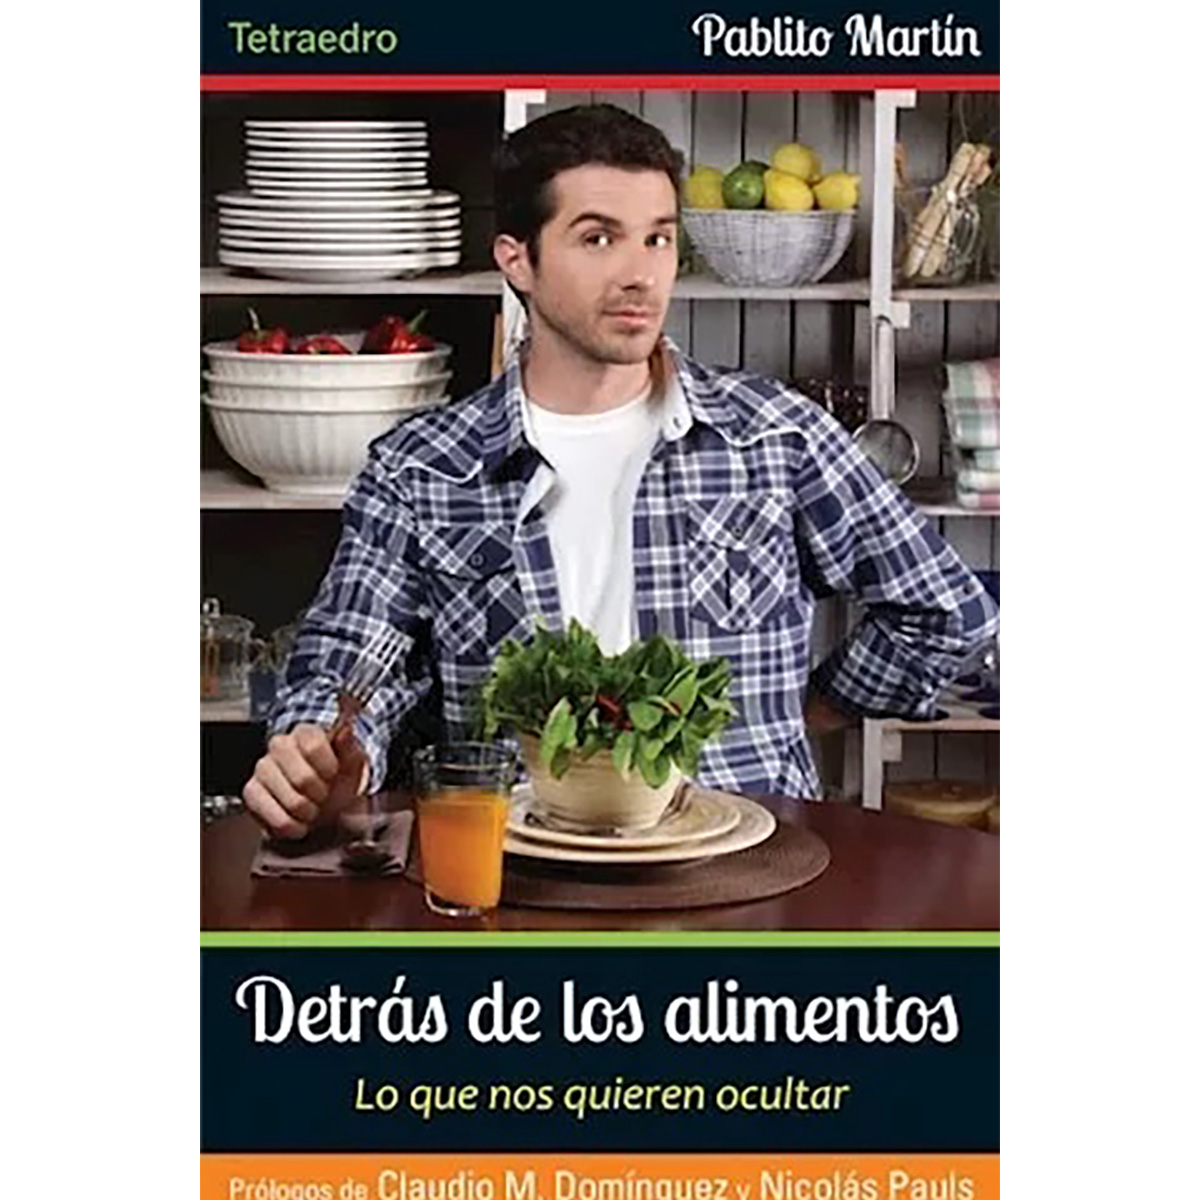 Tetraedro
Pablito Martín
Detrás de los alimentos
Lo que nos quieren ocultar
Prólogos de Claudio M. Domínguez y Nicolás Pauls